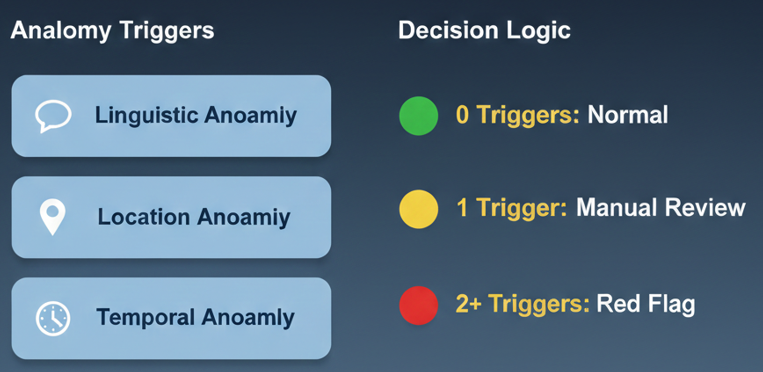 Analomy Triggers
Linguistic Anoamiy
Location Anoamiy
Temporal Anoamly
Decision Logic
0 Triggers: Normal
1 Trigger: Manual Review
2+ Triggers: Red Flag